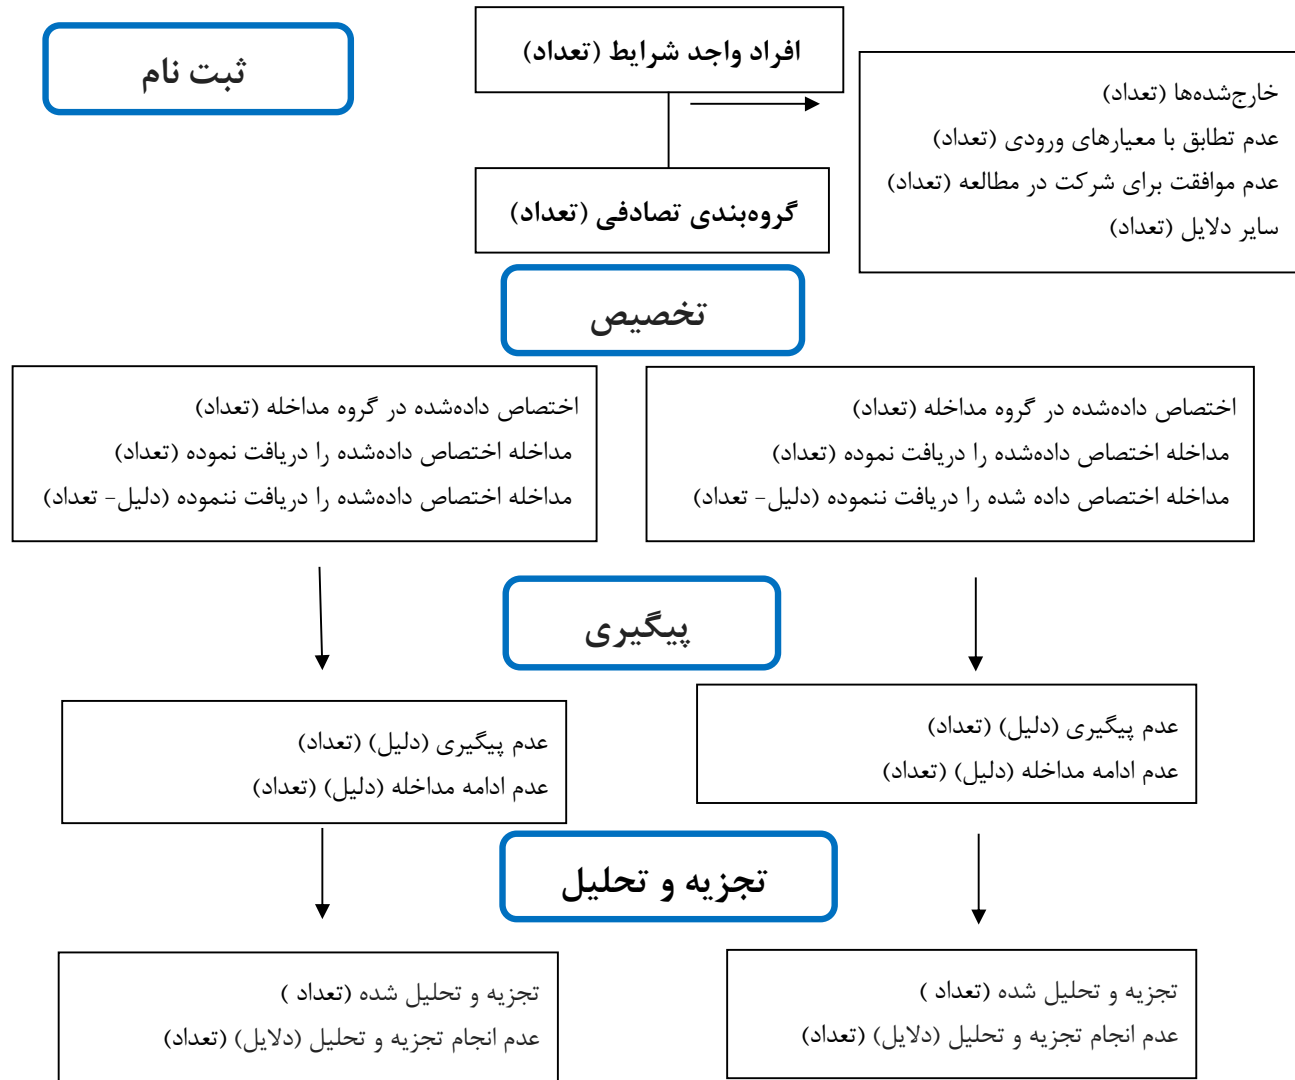 ثبت نام
افراد واجد شرایط (تعداد)
خارج‌شده‌ها (تعداد)
عدم تطابق با معیارهای ورودی (تعداد)
عدم موافقت برای شرکت در مطالعه (تعداد)
سایر دلایل (تعداد)
گروه‌بندی تصادفی (تعداد)
تخصیص
اختصاص داده‌شده در گروه مداخله (تعداد)
مداخله اختصاص داده‌شده را دریافت نموده (تعداد)
مداخله اختصاص داده شده را دریافت ننموده (دلیل- تعداد)
اختصاص داده‌شده در گروه مداخله (تعداد)
مداخله اختصاص داده‌شده را دریافت نموده (تعداد)
مداخله اختصاص داده‌شده را دریافت ننموده (دلیل- تعداد)
پیگیری
عدم پیگیری (دلیل) (تعداد)
عدم ادامه مداخله (دلیل) (تعداد)
عدم پیگیری (دلیل) (تعداد)
عدم ادامه مداخله (دلیل) (تعداد)
تجزیه و تحلیل
تجزیه و تحلیل شده (تعداد )
عدم انجام تجزیه و تحلیل (دلایل) (تعداد)
تجزیه و تحلیل شده (تعداد )
عدم انجام تجزیه و تحلیل (دلایل) (تعداد)